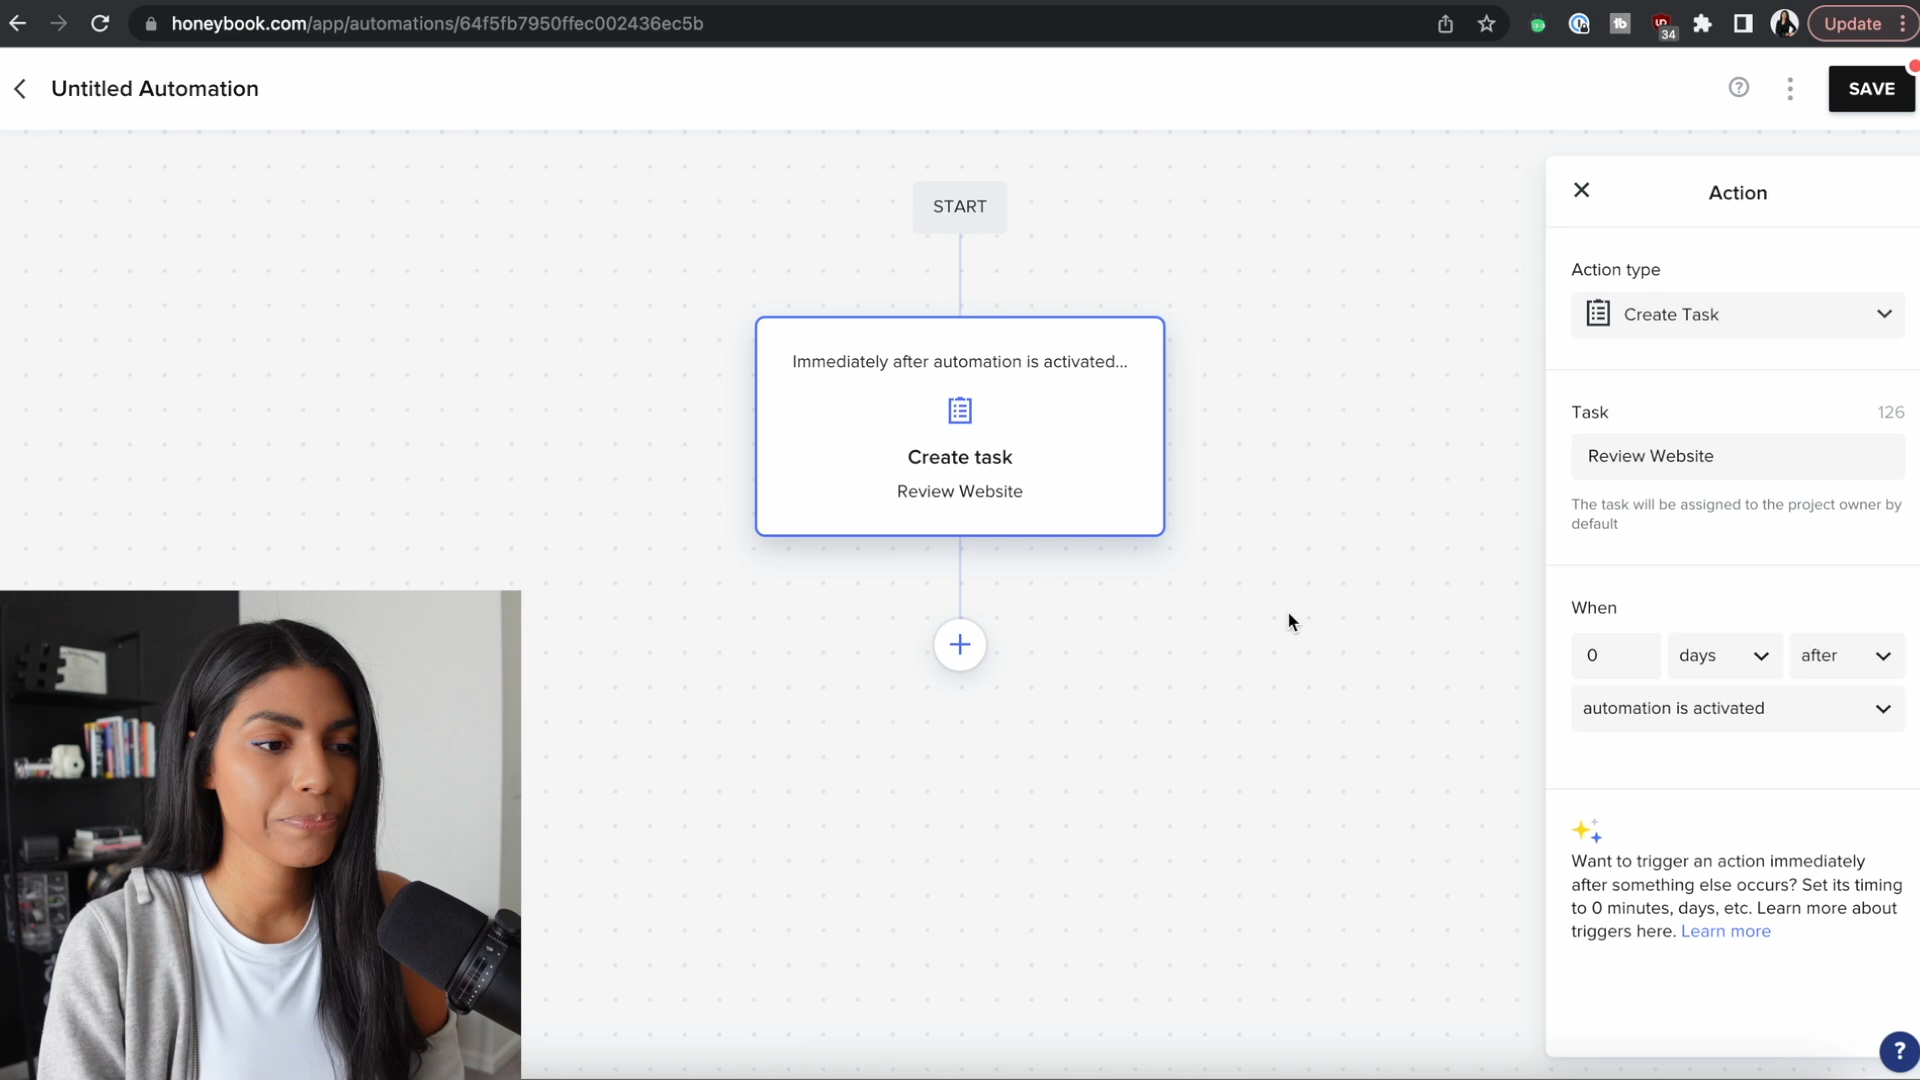 honeybook.com/app/automations/64f5fb7950ffec002436ec5b
tb
34
Update
Untitled Automation
SAVE
START
Action
Action type
Create Task
Immediately after automation is activated...
Create task
Review Website
Task
126
Review Website
The task will be assigned to the project owner by
default
When
0
days
after
automation is activated
Want to trigger an action immediately
after something else occurs? Set its timing
to 0 minutes, days, etc. Learn more about
triggers here. Learn more
?